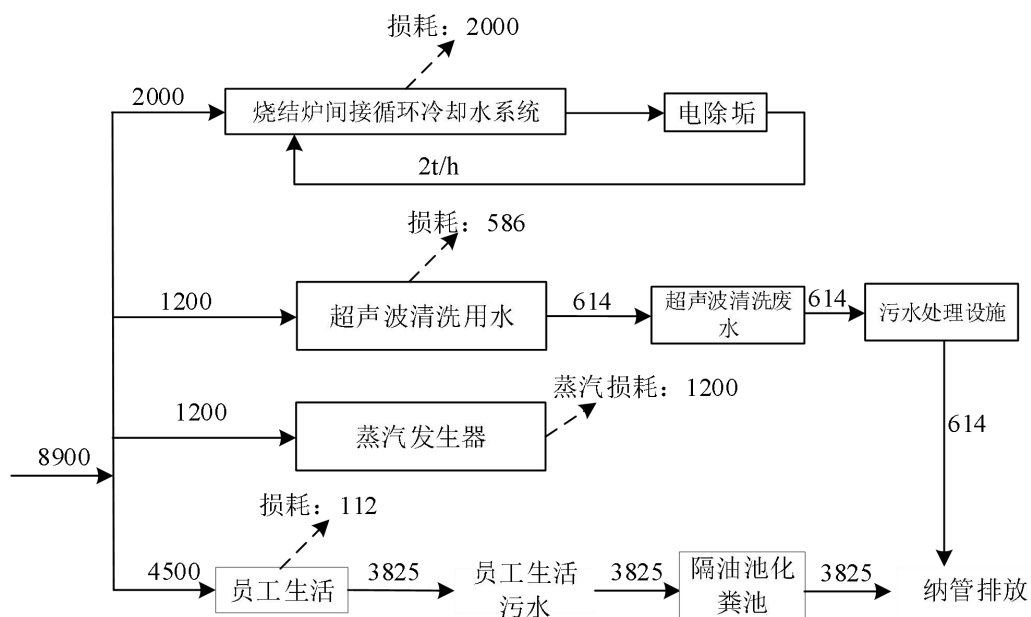 损耗：2000
2000
烧结炉间接循环冷却水系统
电除垢
2t/h
损耗：586
1200
超声波清洗用水
614
超声波清洗废
水
614
污水处理设施
蒸汽损耗：1200
1200
蒸汽发生器
614
8900
损耗：112
4500
员工生活
3825
员工生活
污水
3825
隔油池化
粪池
3825
纳管排放